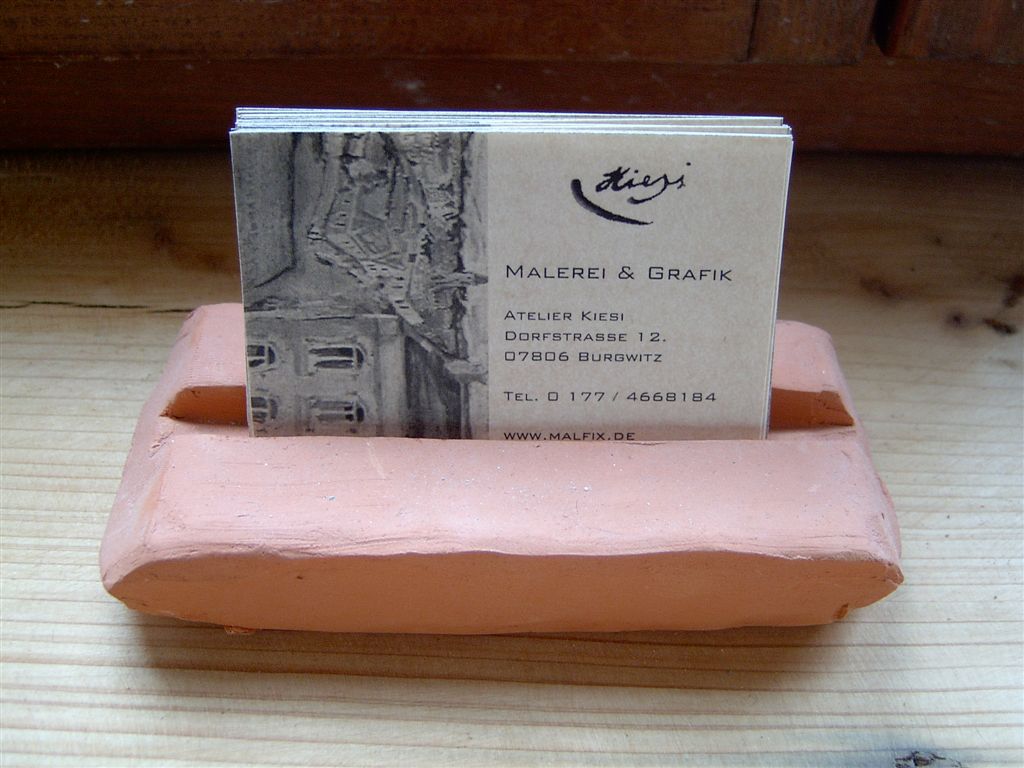 Kiesi
MALEREI & GRAFIK
ATELIER KIESI
DORFSTRASSE 12.
07806 BURGWITZ
TEL. 0 177 / 4668184
WWW.MALFIX.DE